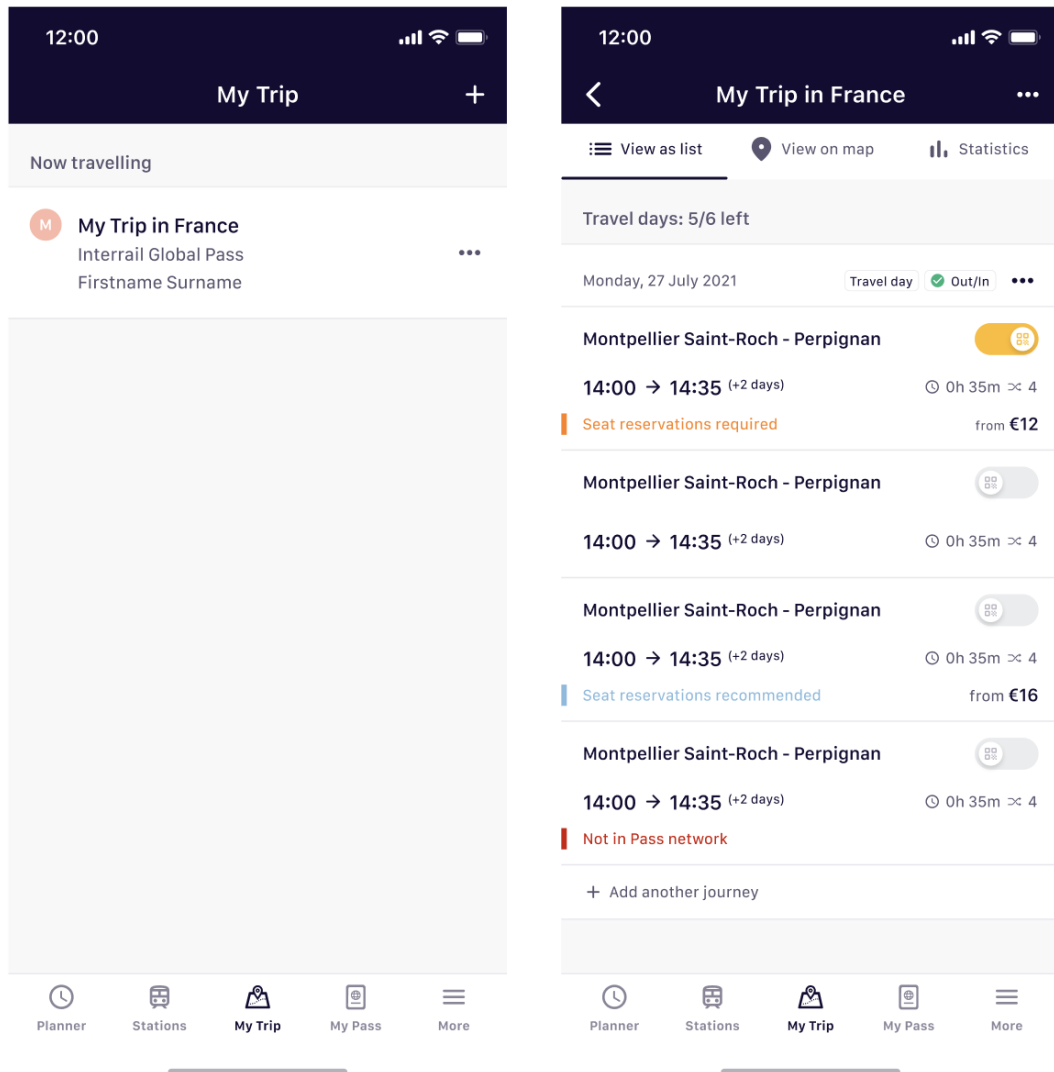 12:00
My Trip
+
Now travelling
M
My Trip in France
Interrail Global Pass
Firstname Surname
Planner
Stations
My Trip
My Pass
More
12:00
My Trip in France
View as list
View on map
Statistics
Travel days: 5/6 left
Monday, 27 July 2021 Travel day Out/In
Montpellier Saint-Roch - Perpignan
14:00 → 14:35 (+2 days) 0h 35m 4
Seat reservations required from €12
Montpellier Saint-Roch - Perpignan
14:00 → 14:35 (+2 days) 0h 35m 4
Montpellier Saint-Roch - Perpignan
14:00 → 14:35 (+2 days) 0h 35m 4
Seat reservations recommended from €16
Montpellier Saint-Roch - Perpignan
14:00 → 14:35 (+2 days) 0h 35m 4
Not in Pass network
+ Add another journey
Planner
Stations
My Trip
My Pass
More